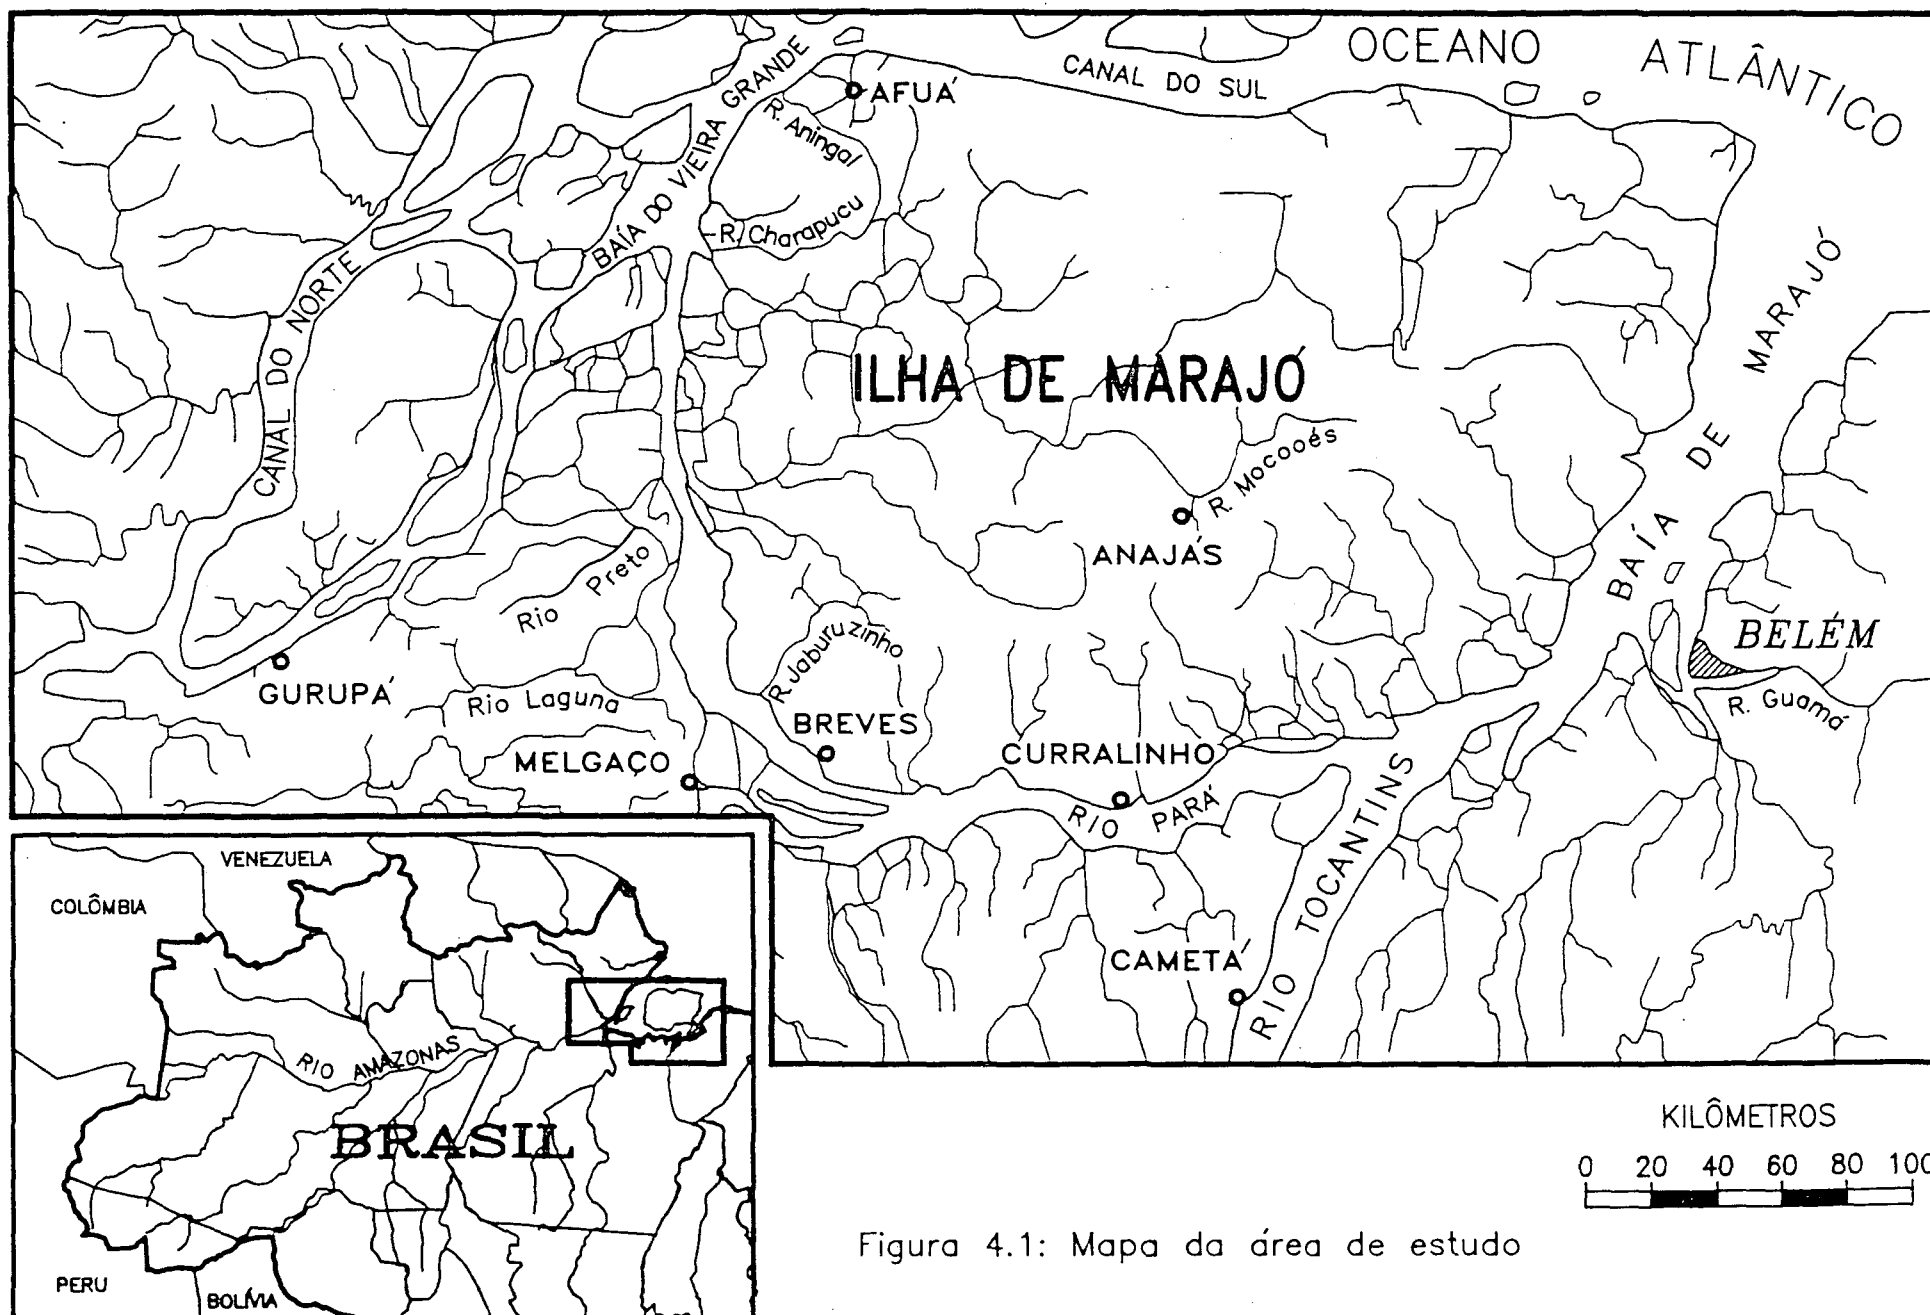 OCEANO ATLÂNTICO
CANAL DO SUL
BAÍA DO VIEIRA GRANDE
AFUÁ
R. Aningal
R. Charapucu
CANAL DO NORTE
BAÍA DE MARAJÓ
ILHA DE MARAJÓ
R. Mocooés
ANAJÁS
Rio Preto
R. Jaburuzinho
BELÉM
R. Guamá
GURUPÁ
Rio Laguna
BREVES
MELGAÇO
CURRALINHO
RIO PARÁ
RIO TOCANTINS
CAMETÁ
VENEZUELA
COLÔMBIA
RIO AMAZONAS
BRASIL
PERU
BOLÍVIA
KILÔMETROS
0 20 40 60 80 100
Figura 4.1: Mapa da área de estudo